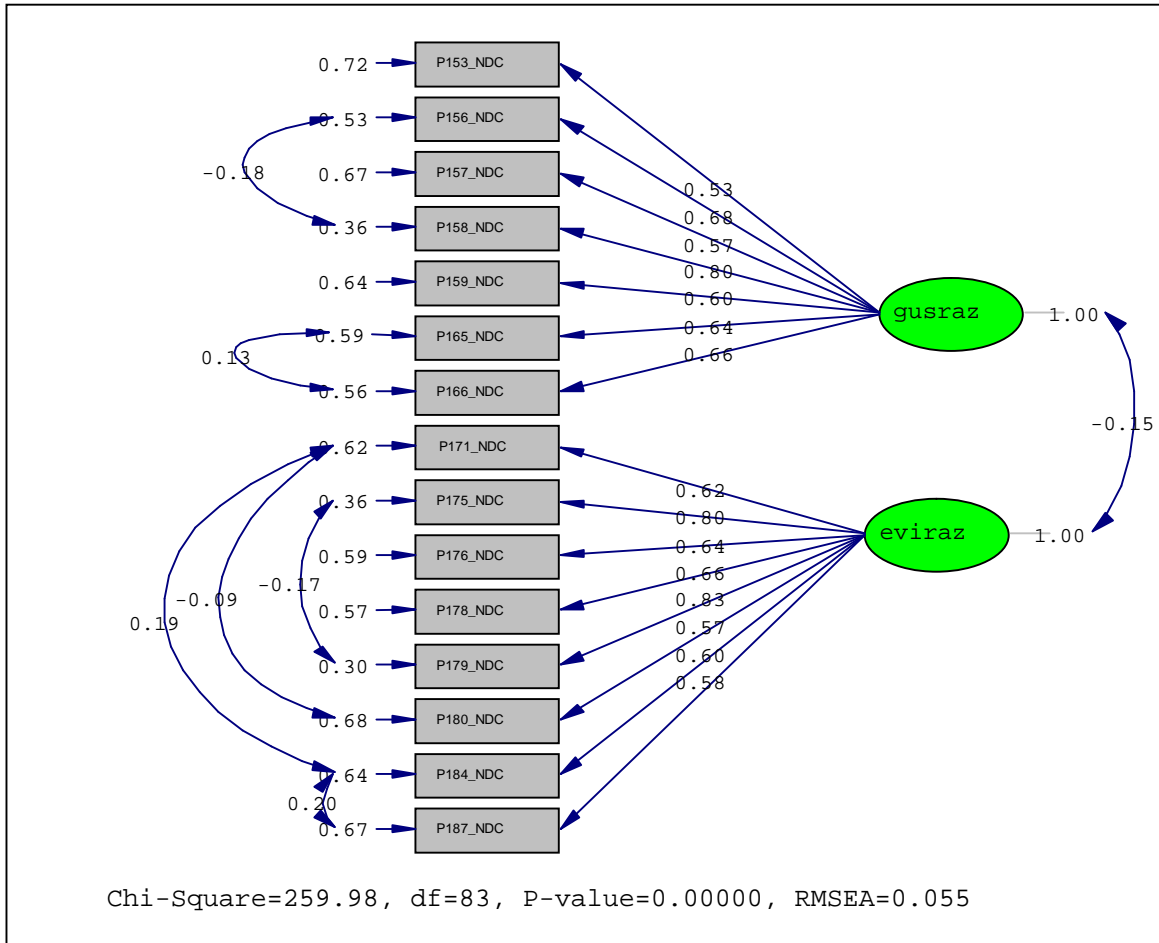 0.72 P153_NDC
0.53 P156_NDC
-0.18 0.67 P157_NDC 0.53
0.68
0.36 P158_NDC 0.57
0.80
0.64 P159_NDC 0.60
gusraz 1.00
0.59 P165_NDC 0.64
0.13 0.66
0.56 P166_NDC
-0.15
0.62 P171_NDC
0.62
0.36 P175_NDC
0.80
0.59 P176_NDC 0.64
eviraz 1.00
0.66
-0.17
-0.09 0.83
0.57 P178_NDC
0.19 0.57
0.30 P179_NDC 0.60
0.58
0.68 P180_NDC
0.64 P184_NDC
0.20
0.67 P187_NDC
Chi-Square=259.98, df=83, P-value=0.00000, RMSEA=0.055